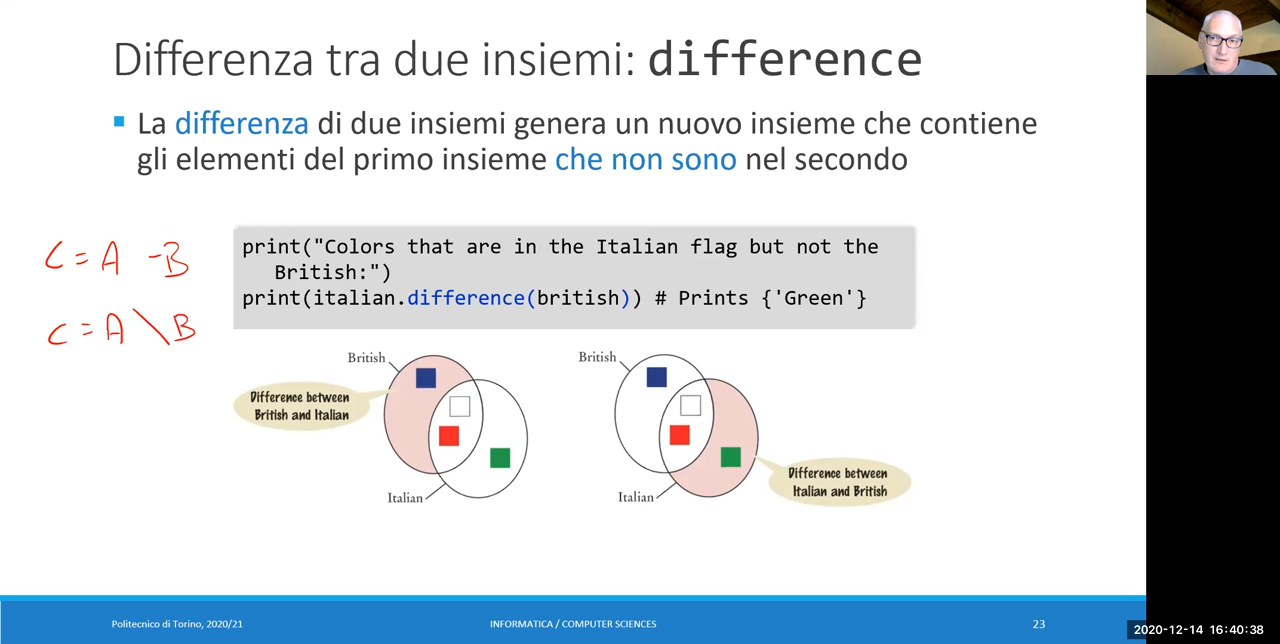 Differenza tra due insiemi: difference
▪ La differenza di due insiemi genera un nuovo insieme che contiene
gli elementi del primo insieme che non sono nel secondo
C = A - B
C = A \ B
print("Colors that are in the Italian flag but not the
British:")
print(italian.difference(british)) # Prints {'Green'}
British
Difference between
British and Italian
Italian
British
Italian
Difference between
Italian and British
Politecnico di Torino, 2020/21
INFORMATICA / COMPUTER SCIENCES
23
2020-12-14 16:40:38